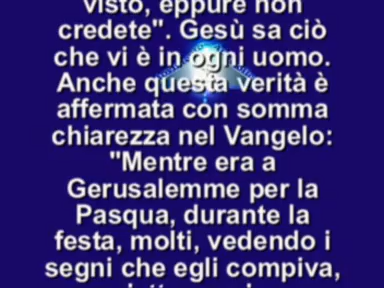 visto, eppure non
credete". Gesù sa ciò
che vi è in ogni uomo.
Anche questa verità è
affermata con somma
chiarezza nel Vangelo:
"Mentre era a
Gerusalemme per la
Pasqua, durante la
festa, molti, vedendo i
segni che egli compiva,